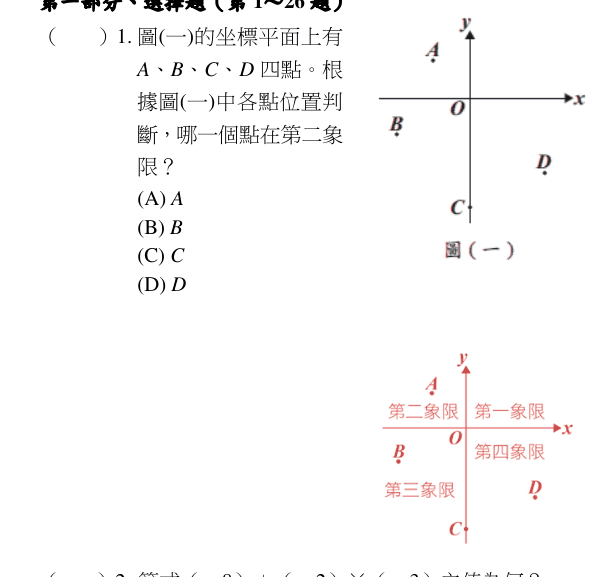 第一部分、選擇題（第 1～26 題）
（　　）1. 圖(一)的坐標平面上有
A、B、C、D 四點。根
據圖(一)中各點位置判
斷，哪一個點在第二象
限？
(A) A
(B) B
(C) C
(D) D
y
A
O
x
B
D
C
圖（一）
y
A
第二象限 第一象限
O
x
B
第四象限
第三象限
D
C